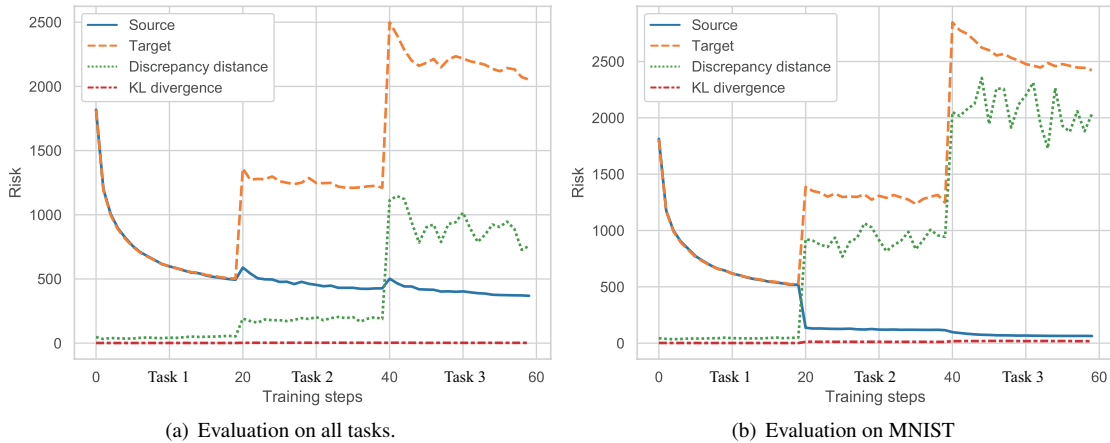 2500
2000
1500
1000
500
0
Risk
Source
Target
Discrepancy distance
KL divergence
0 Task 1 20 Task 2 40 Task 3 60
Training steps
(a) Evaluation on all tasks.
2500
2000
1500
1000
500
0
Risk
Source
Target
Discrepancy distance
KL divergence
0 Task 1 20 Task 2 40 Task 3 60
Training steps
(b) Evaluation on MNIST